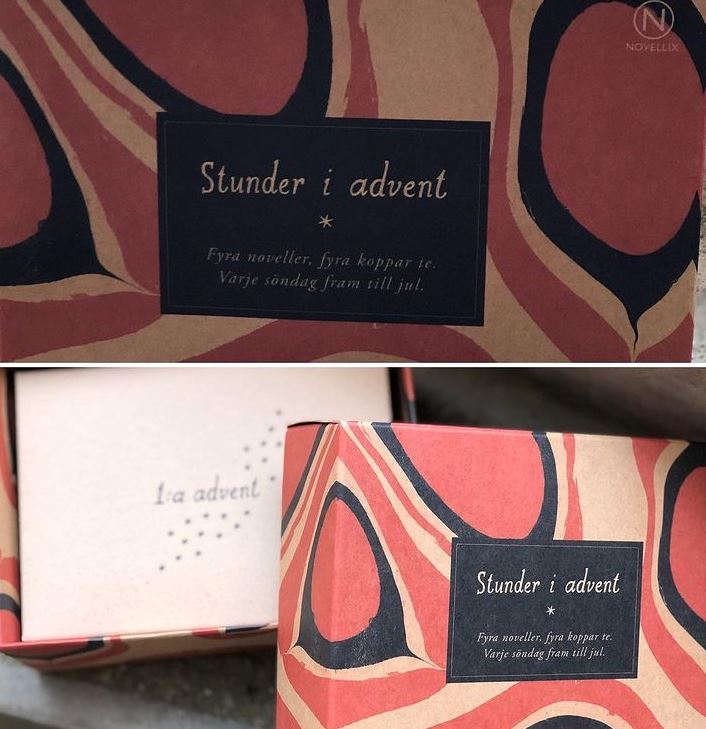 N
NOVELLIX
Stunder i advent
Fyra noveller, fyra koppar te.
Varje söndag fram till jul.
1:a advent
Stunder i advent
Fyra noveller, fyra koppar te.
Varje söndag fram till jul.